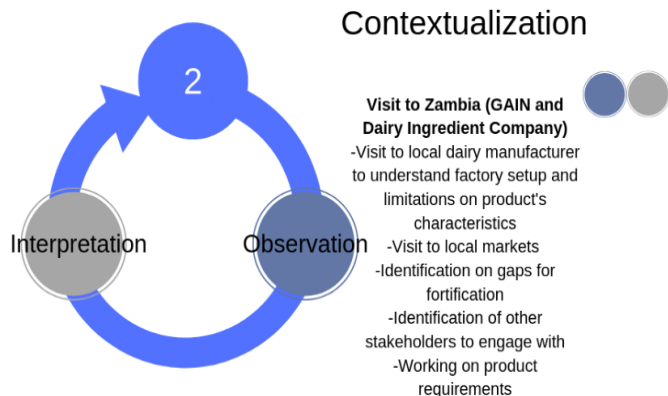 Contextualization
2
Interpretation
Observation
Visit to Zambia (GAIN and
Dairy Ingredient Company)
-Visit to local dairy manufacturer
to understand factory setup and
limitations on product's
characteristics
-Visit to local markets
-Identification on gaps for
fortification
-Identification of other
stakeholders to engage with
-Working on product
requirements